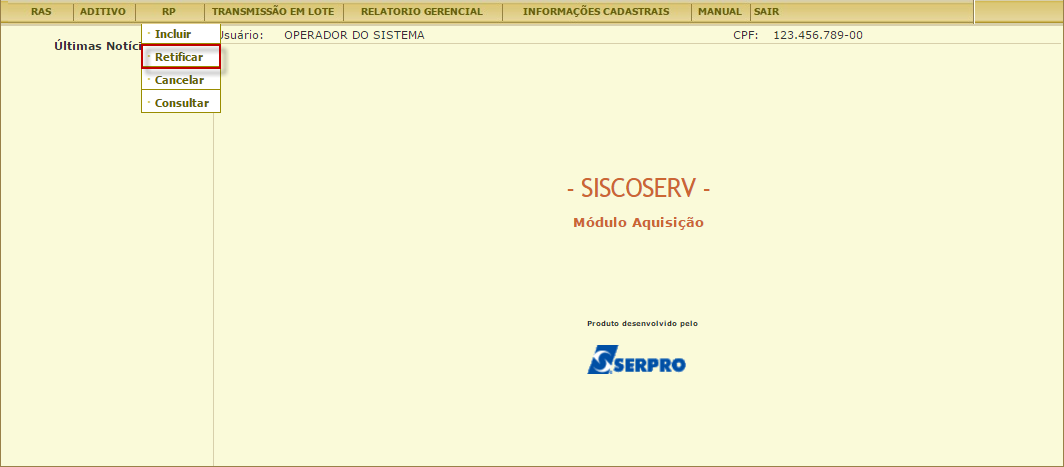 RAS ADITIVO RP TRANSMISSÃO EM LOTE RELATORIO GERENCIAL INFORMAÇÕES CADASTRAIS MANUAL SAIR
Incluir
Retificar
Cancelar
Consultar
Últimas Notíci
suário: OPERADOR DO SISTEMA CPF: 123.456.789-00
- SISCOSERV -
Módulo Aquisição
Produto desenvolvido pelo
SERPRO